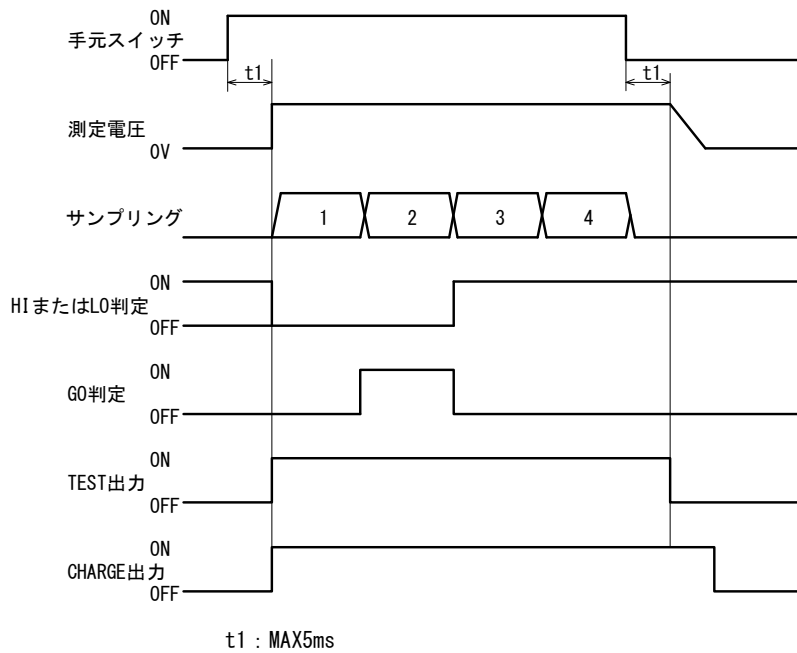 ON
手元スイッチ
OFF
t1
t1
測定電圧
0V
サンプリング
1
2
3
4
ON
HIまたはLO判定
OFF
ON
GO判定
OFF
ON
TEST出力
OFF
ON
CHARGE出力
OFF
t1 : MAX5ms